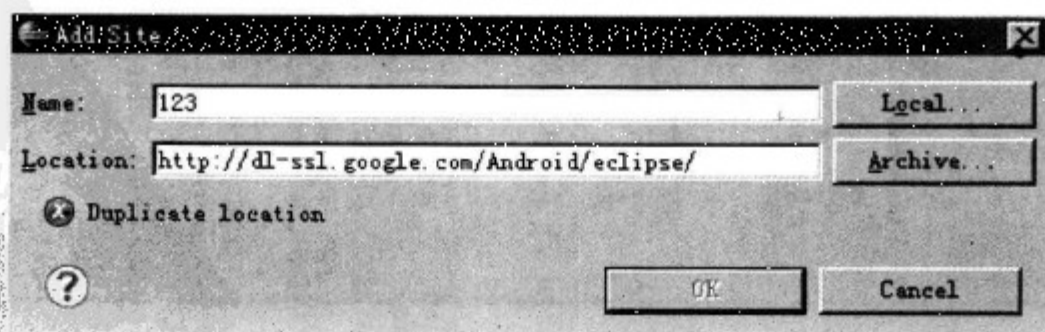 Add Site
Name: 123 Local...
Location: http://dl-ssl.google.com/Android/eclipse/ Archive...
Duplicate location
? OK Cancel